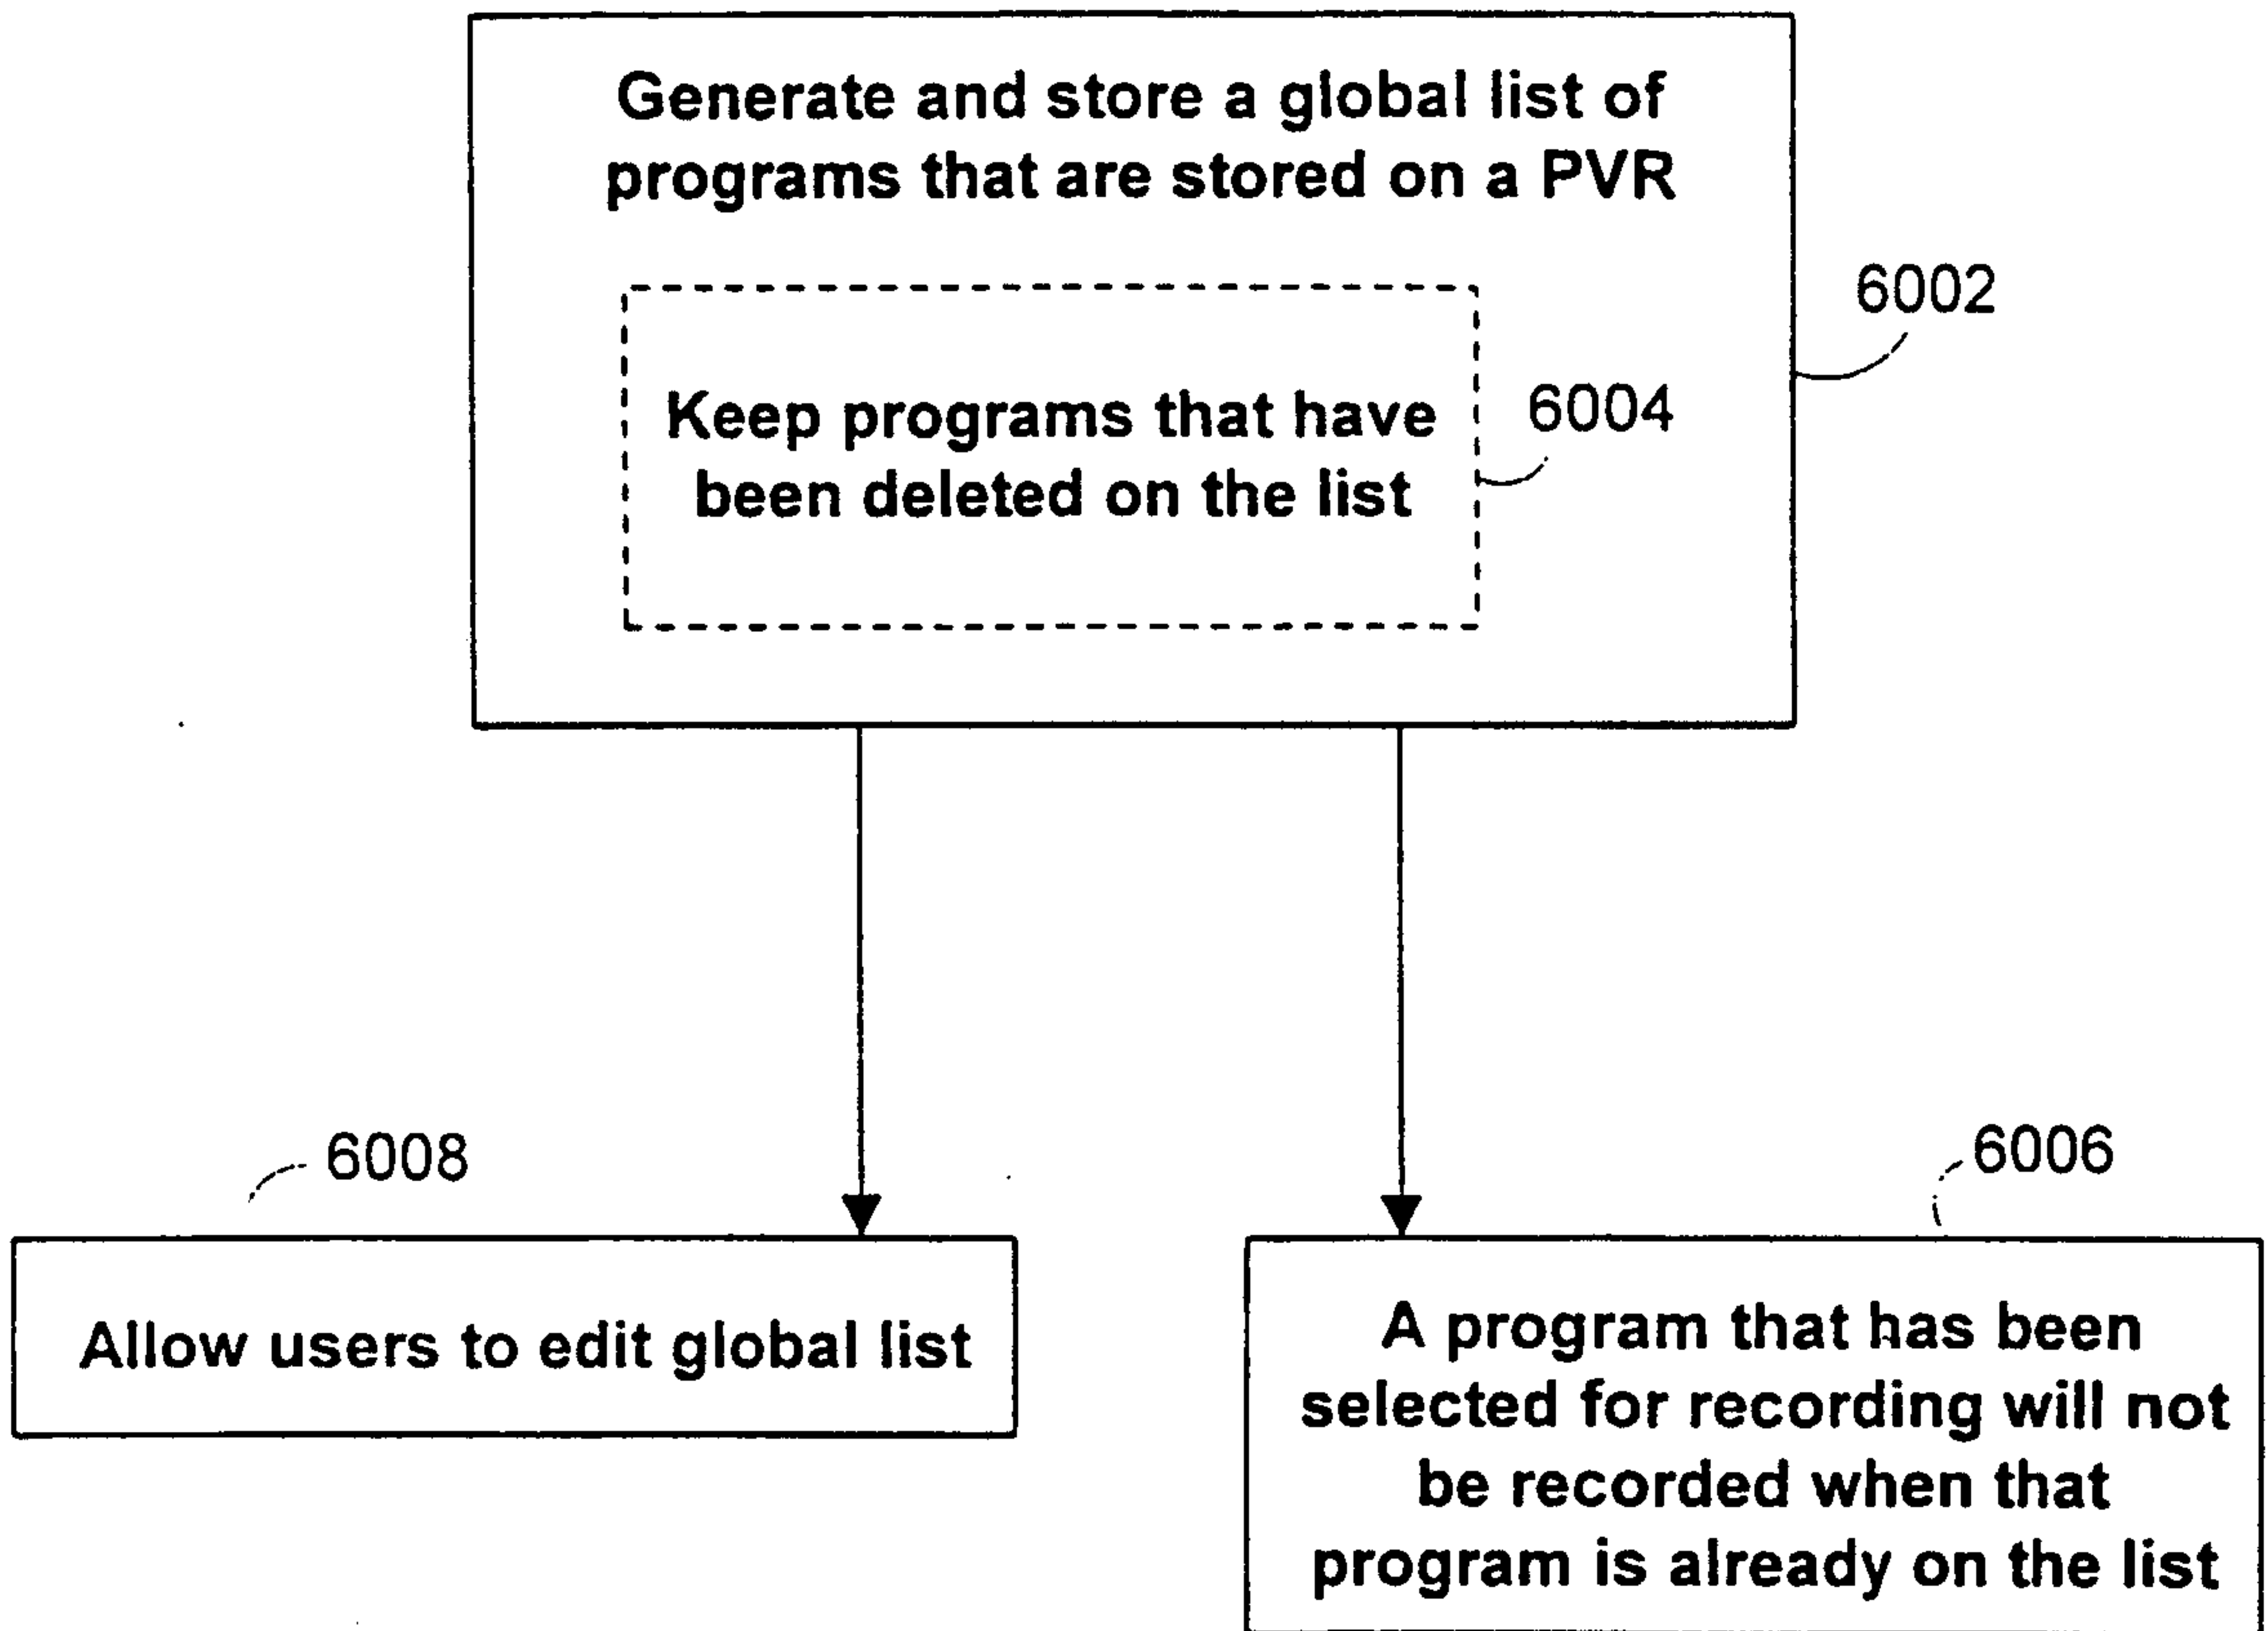 Generate and store a global list of
programs that are stored on a PVR
6002
Keep programs that have
been deleted on the list
6004
6008
Allow users to edit global list
6006
A program that has been
selected for recording will not
be recorded when that
program is already on the list